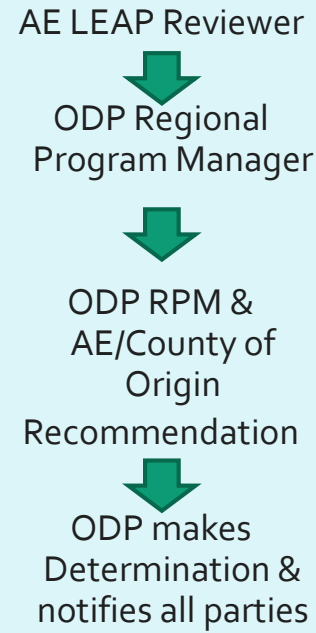 AE LEAP Reviewer
ODP Regional
Program Manager
ODP RPM &
AE/County of
Origin
Recommendation
ODP makes
Determination &
notifies all parties